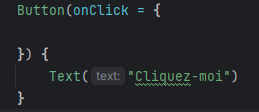 Button(onClick = {
}) {
Text( text: "Cliquez-moi")
}